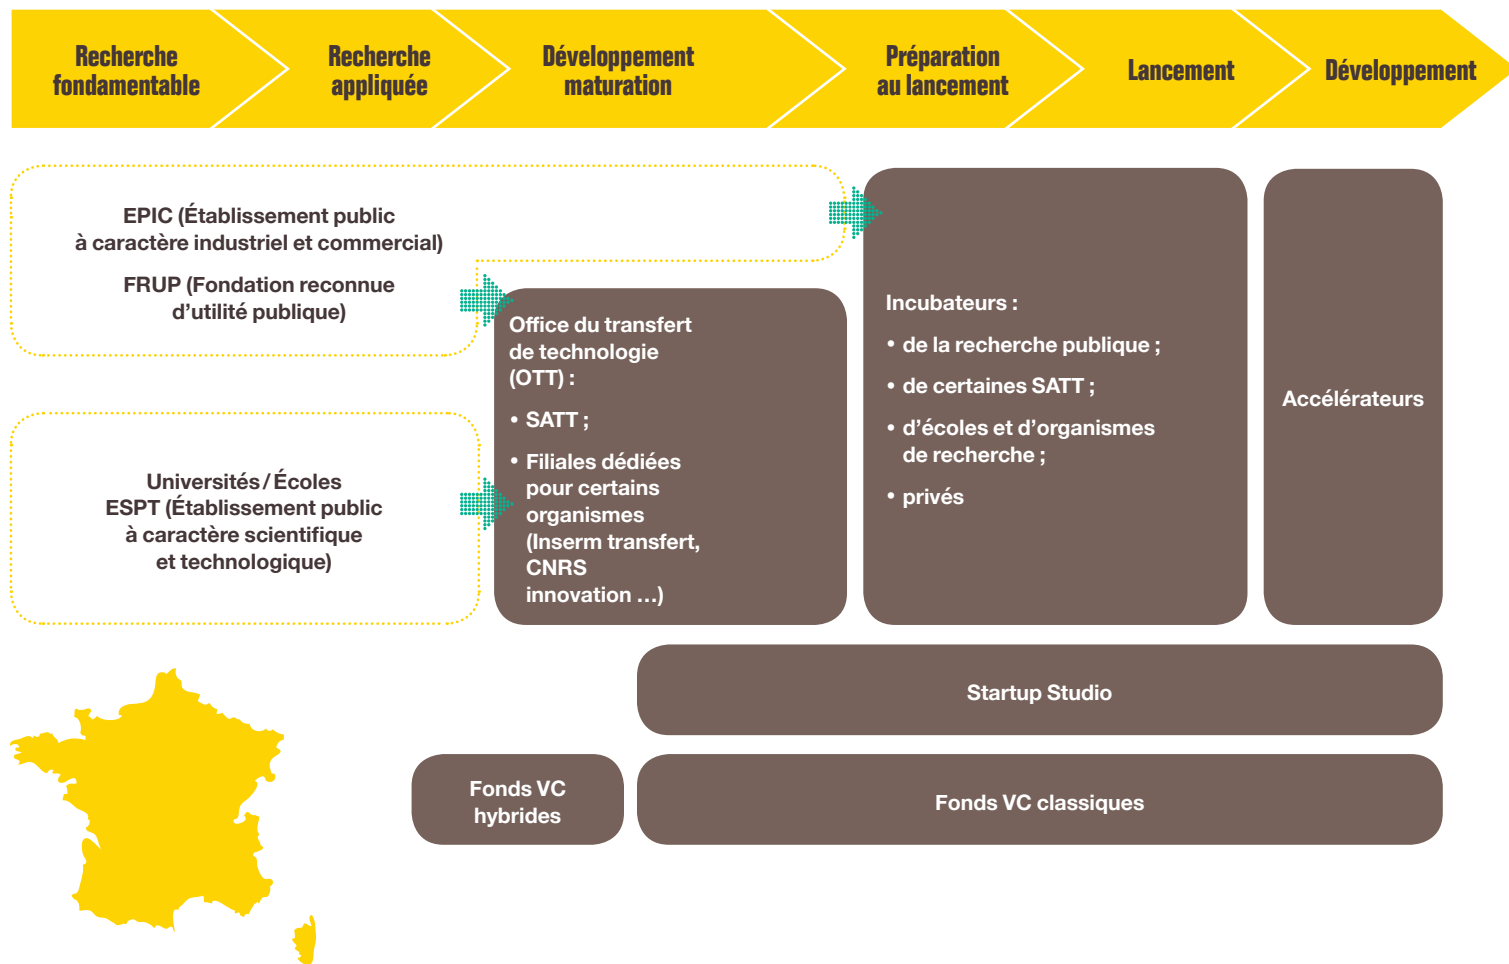 Recherche
fondamentable
Recherche
appliquée
Développement
maturation
Préparation
au lancement
Lancement
Développement
EPIC (Établissement public
à caractère industriel et commercial)
FRUP (Fondation reconnue
d’utilité publique)
Universités / Écoles
ESPT (Établissement public
à caractère scientifique
et technologique)
Office du transfert
de technologie
(OTT) :
• SATT ;
• Filiales dédiées
pour certains
organismes
(Inserm transfert,
CNRS
innovation …)
Incubateurs :
• de la recherche publique ;
• de certaines SATT ;
• d’écoles et d’organismes
de recherche ;
• privés
Accélérateurs
Startup Studio
Fonds VC
hybrides
Fonds VC classiques